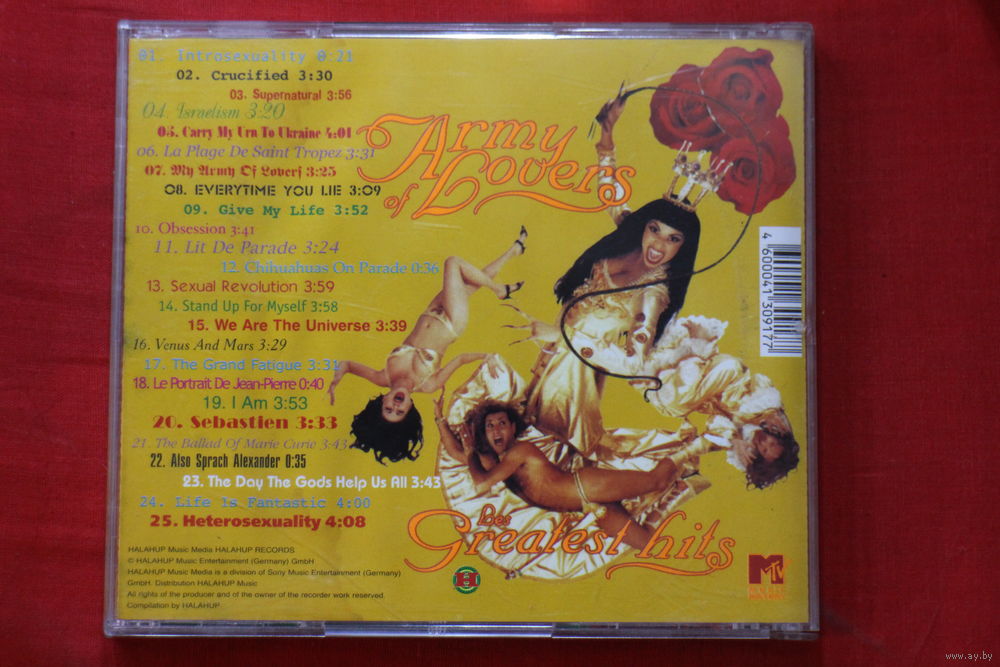 01. Introsexuality 0:21
02. Crucified 3:30
03. Supernatural 3:56
04. Israelism 3:20
05. Carry My Urn To Ukraine 4:01
06. La Plage De Saint Tropez 3:31
07. My Army Of Lovers 3:25
08. EVERYTIME YOU LIE 3:09
09. Give My Life 3:52
10. Obsession 3:41
11. Lit De Parade 3:24
12. Chihuahuas On Parade 0:36
13. Sexual Revolution 3:59
14. Stand Up For Myself 3:58
15. We Are The Universe 3:39
16. Venus And Mars 3:29
17. The Grand Fatigue 3:31
18. Le Portrait De Jean-Pierre 0:40
19. I Am 3:53
20. Sebastien 3:33
21. The Ballad Of Marie Curie 3:43
22. Also Sprach Alexander 0:35
23. The Day The Gods Help Us All 3:43
24. Life Is Fantastic 4:00
25. Heterosexuality 4:08
Army
of Lovers
Les
Greatest hits
HALAHUP Music Media HALAHUP RECORDS
© HALAHUP Music Entertainment (Germany) GmbH
HALAHUP Music Media is a division of Sony Music Entertainment (Germany)
GmbH. Distribution HALAHUP Music
All rights of the producer and of the owner of the recorder work reserved.
Compilation by HALAHUP
H
MTV
4 600041 309177
www.ay.by